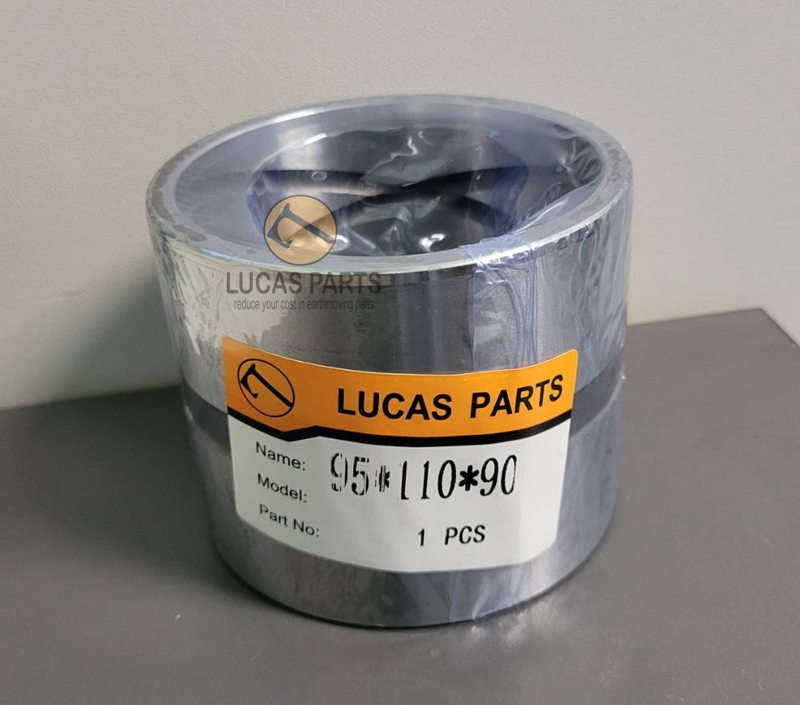 LUCAS PARTS
reduce your cost in earthmoving parts
LUCAS PARTS
Name:
95*110*90
Model:
Part No:
1 PCS